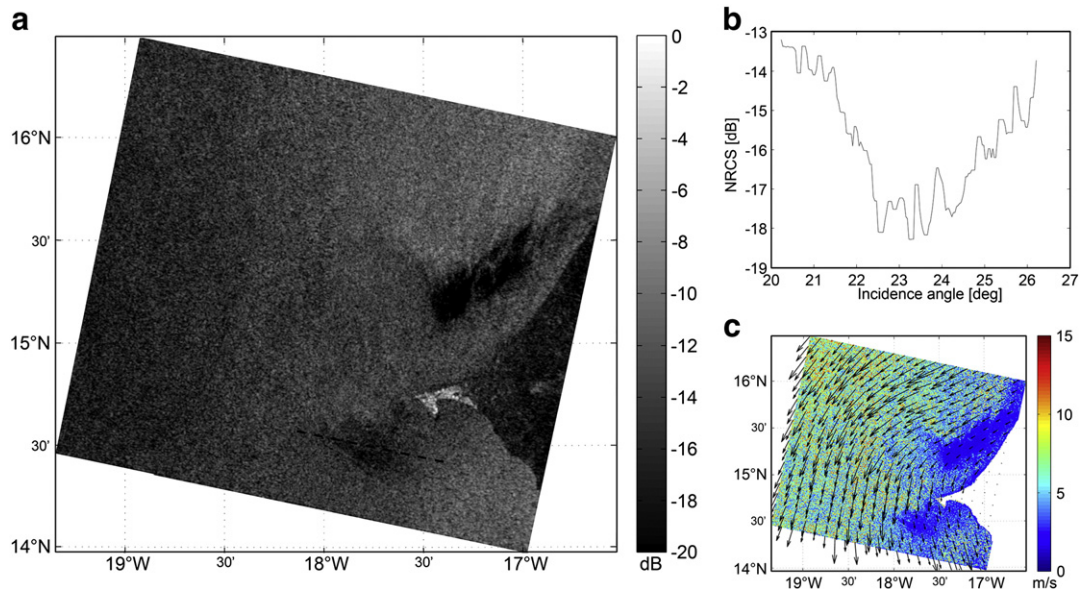 a
16°N
30'
15°N
30'
14°N
19°W
30'
18°W
30'
17°W
0
-2
-4
-6
-8
-10
-12
-14
-16
-18
-20
dB
b
-13
-14
-15
-16
-17
-18
-19
NRCS [dB]
20
21
22
23
24
25
26
27
Incidence angle [deg]
c
16°N
30'
15°N
30'
14°N
19°W
30'
18°W
30'
17°W
15
10
5
0
m/s